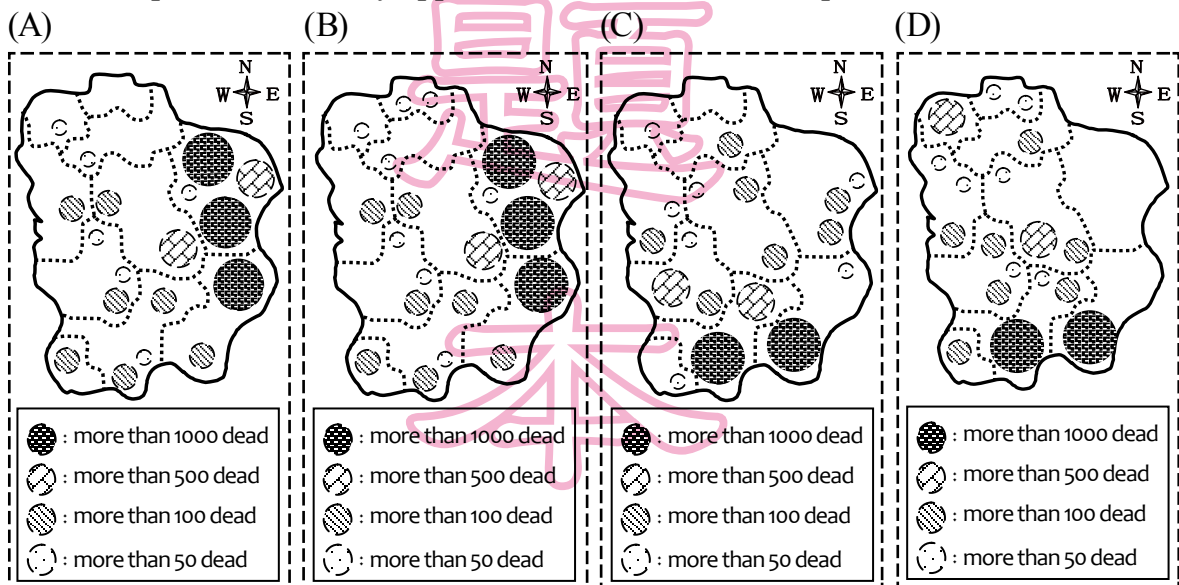 (A) (B) (C) (D)
N
W E
S
N
W E
S
N
W E
S
N
W E
S
: more than 1000 dead
: more than 500 dead
: more than 100 dead
: more than 50 dead
: more than 1000 dead
: more than 500 dead
: more than 100 dead
: more than 50 dead
: more than 1000 dead
: more than 500 dead
: more than 100 dead
: more than 50 dead
: more than 1000 dead
: more than 500 dead
: more than 100 dead
: more than 50 dead